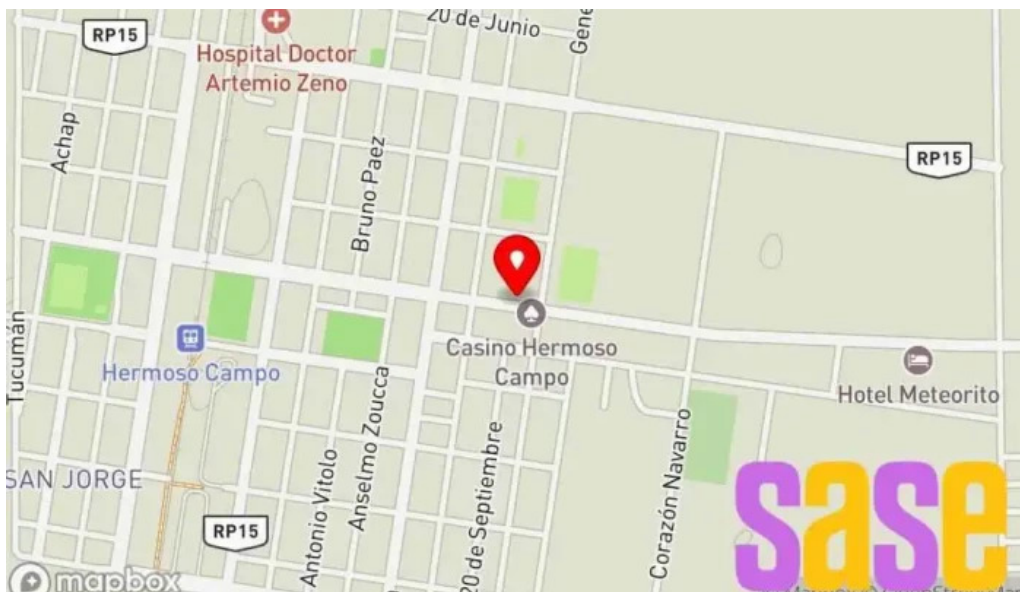 RP15
20 de Junio
Gene
Hospital Doctor
Artemio Zeno
Achap
Bruno Paez
RP15
Tucumán
Hermoso Campo
Casino Hermoso
Campo
Hotel Meteorito
Anselmo Zoucca
Antonio Vitolo
20 de Septiembre
Corazón Navarro
SAN JORGE
RP15
sase
mapbox